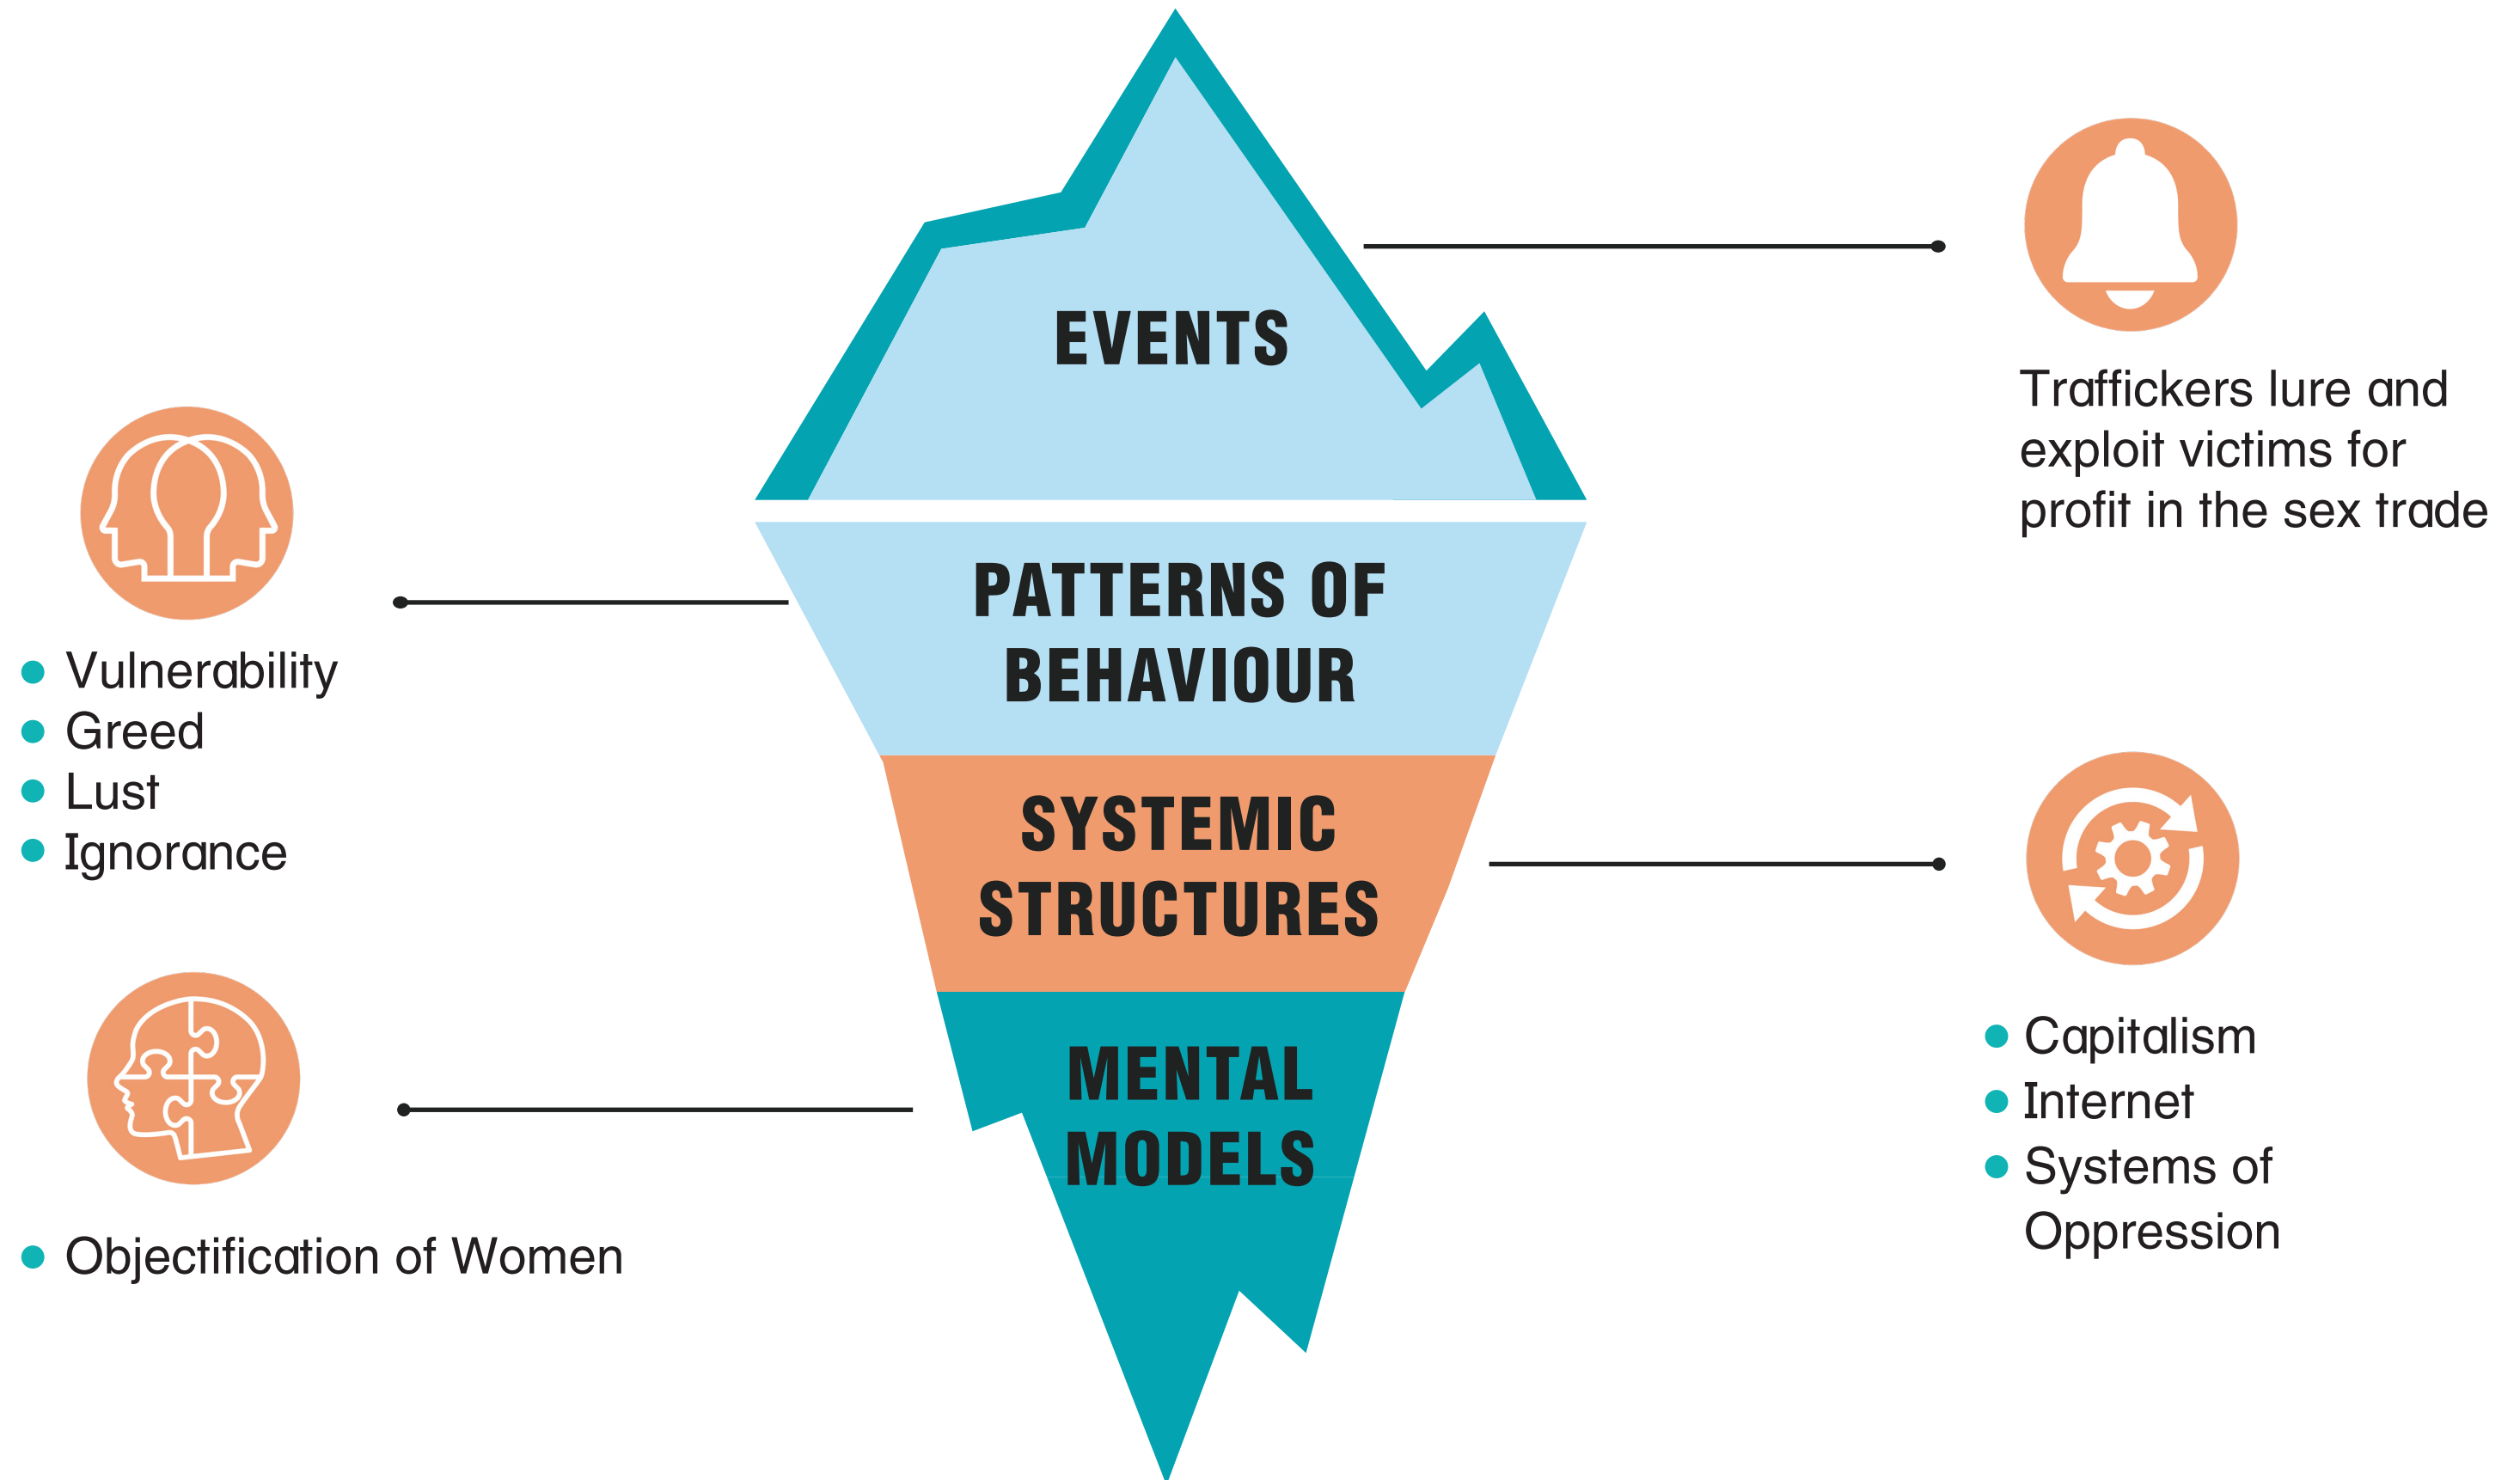 EVENTS
Traffickers lure and
exploit victims for
profit in the sex trade
PATTERNS OF
BEHAVIOUR
Vulnerability
Greed
Lust
Ignorance
SYSTEMIC
STRUCTURES
Capitalism
Internet
Systems of
Oppression
MENTAL
MODELS
Objectification of Women